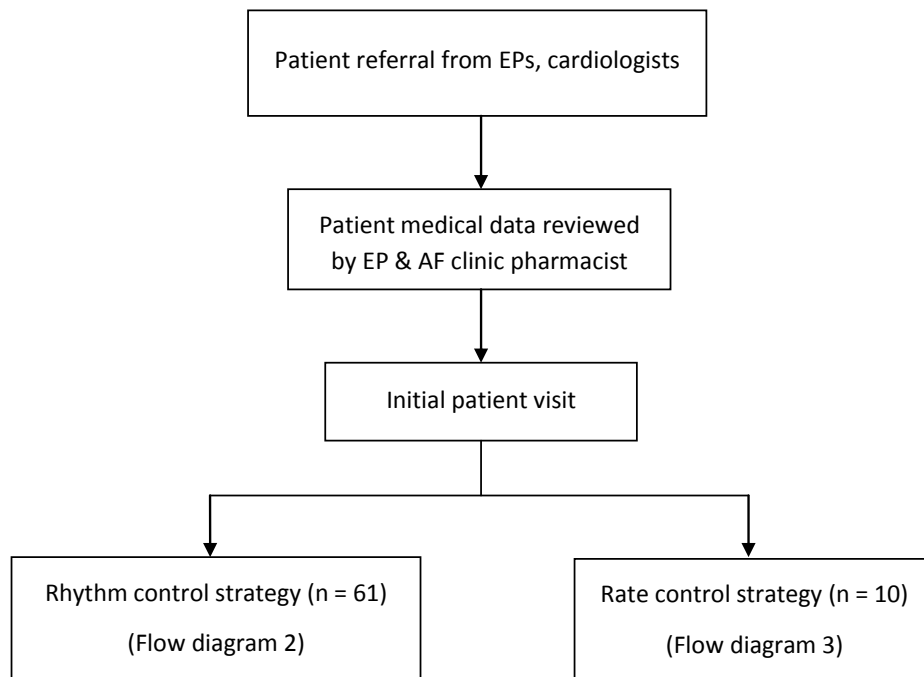 Patient referral from EPs, cardiologists
Patient medical data reviewed
by EP & AF clinic pharmacist
Initial patient visit
Rhythm control strategy (n = 61)
(Flow diagram 2)
Rate control strategy (n = 10)
(Flow diagram 3)